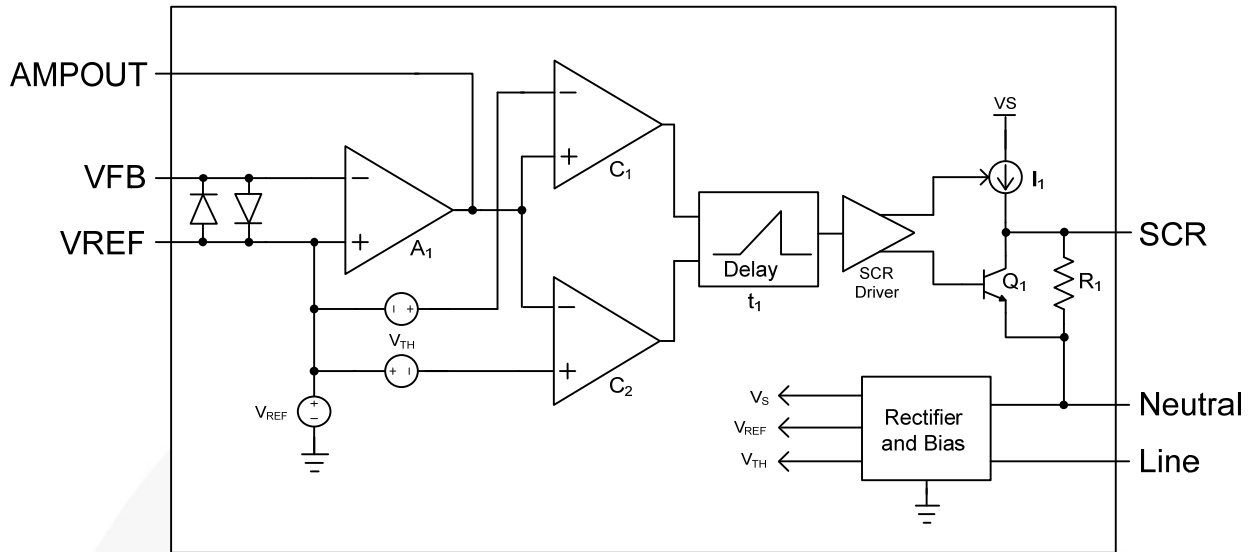 AMPOUT
VFB
VREF
A1
C1
C2
VTH
VREF
Delay
t1
SCR
Driver
VS
I1
Q1
R1
SCR
Neutral
Line
VS
VREF
VTH
Rectifier
and Bias